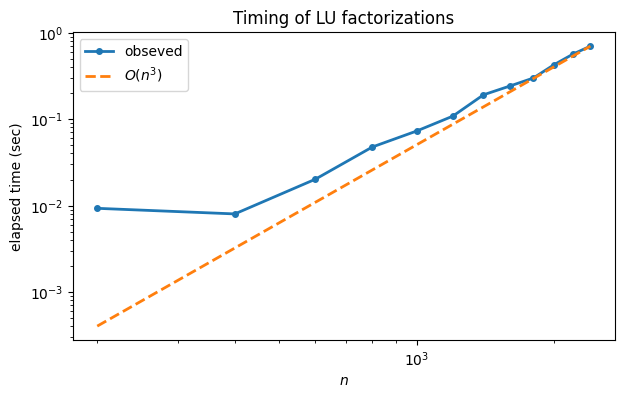 Timing of LU factorizations
obseved
O(n³)
elapsed time (sec)
10⁰
10⁻¹
10⁻²
10⁻³
10³
n